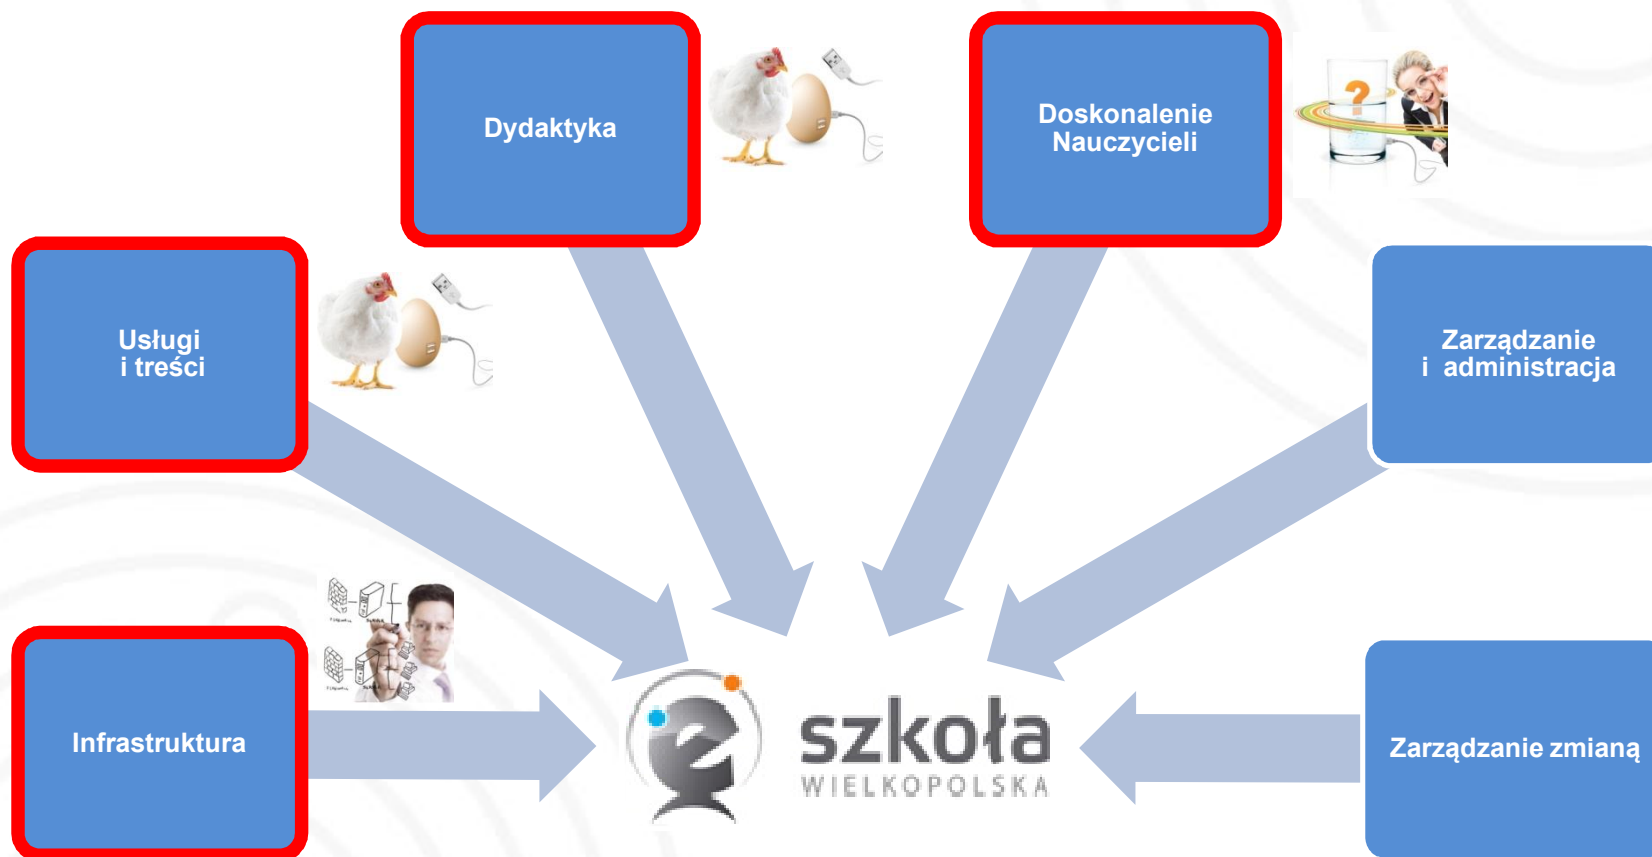 Dydaktyka
Doskonalenie
Nauczycieli
?
Usługi
i treści
Zarządzanie
i administracja
Infrastruktura
e szkoła
WIELKOPOLSKA
Zarządzanie zmianą